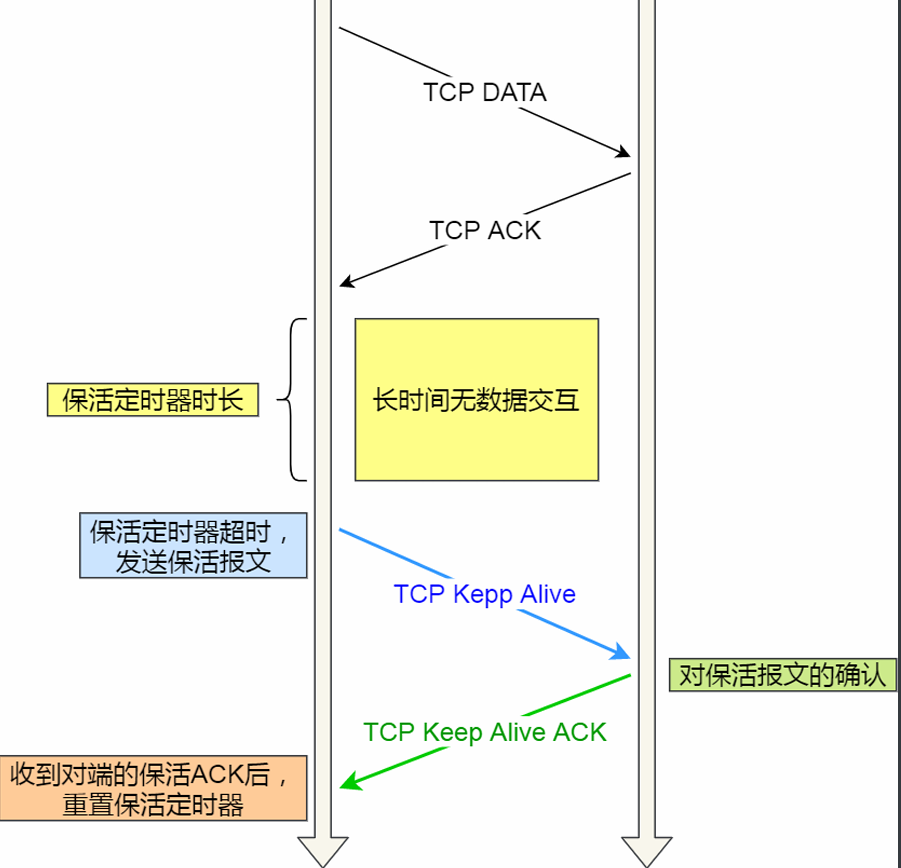 TCP DATA
TCP ACK
保活定时器时长
长时间无数据交互
保活定时器超时，
发送保活报文
TCP Kepp Alive
对保活报文的确认
TCP Keep Alive ACK
收到对端的保活ACK后，
重置保活定时器